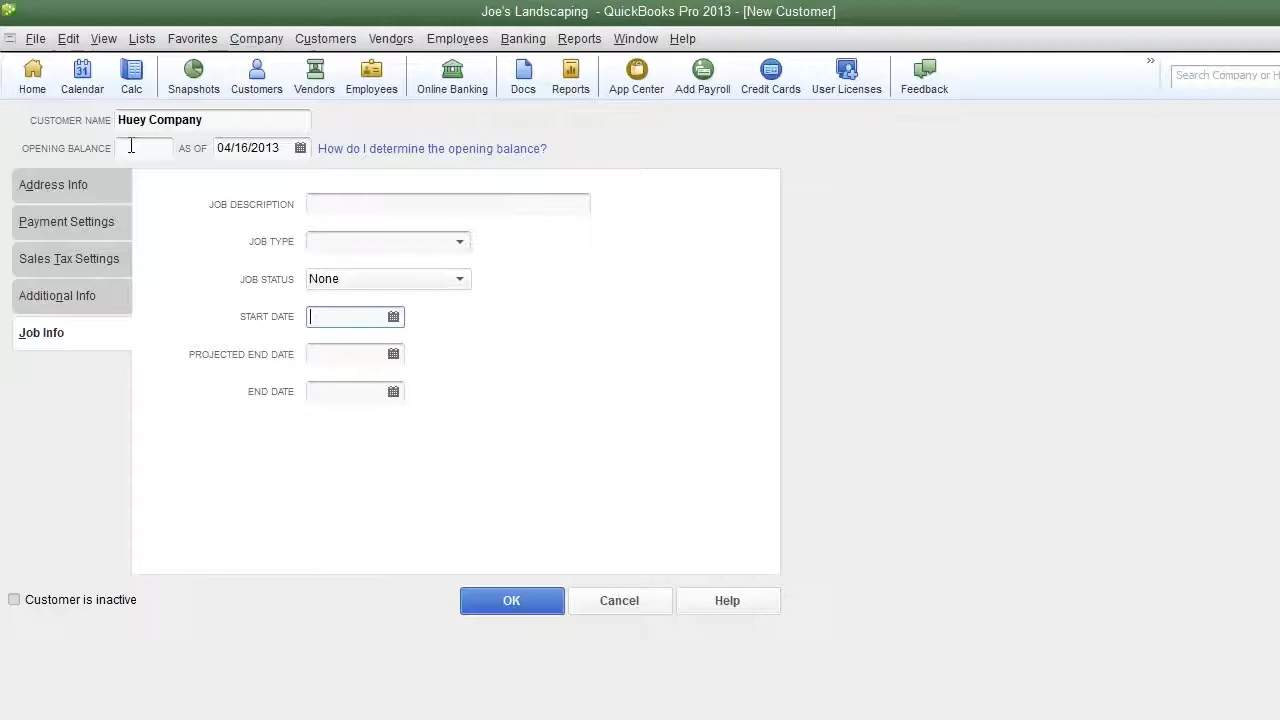 Joe's Landscaping - QuickBooks Pro 2013 - [New Customer]
File Edit View Lists Favorites Company Customers Vendors Employees Banking Reports Window Help
31
Home Calendar Calc Snapshots Customers Vendors Employees Online Banking Docs Reports App Center Add Payroll Credit Cards User Licenses Feedback
Search Company or H
CUSTOMER NAME Huey Company
OPENING BALANCE AS OF 04/16/2013 How do I determine the opening balance?
Address Info
Payment Settings
Sales Tax Settings
Additional Info
Job Info
JOB DESCRIPTION
JOB TYPE
JOB STATUS None
START DATE
PROJECTED END DATE
END DATE
Customer is inactive
OK Cancel Help